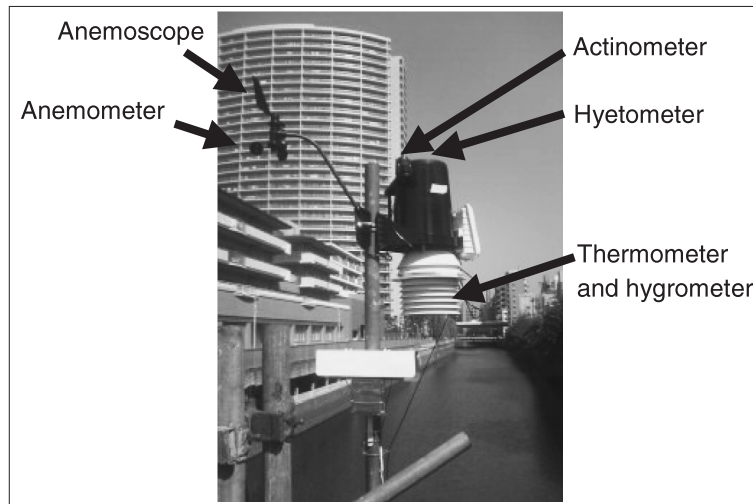 Anemoscope
Anemometer
Actinometer
Hyetometer
Thermometer
and hygrometer